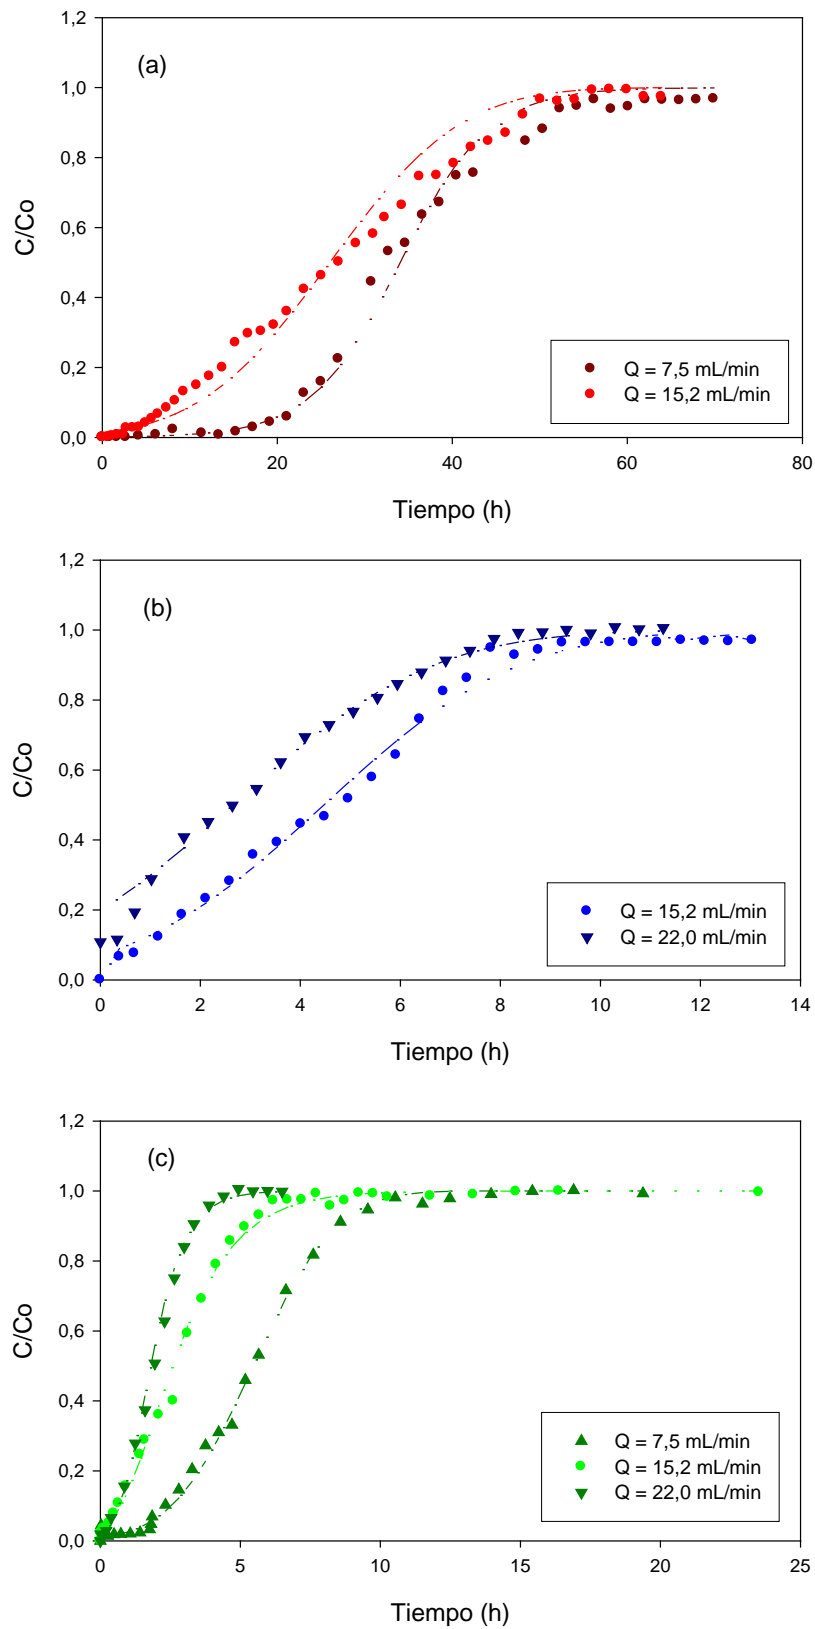 1,2
(a)
1,0
0,8
C/Co
0,6
0,4
Q = 7,5 mL/min
Q = 15,2 mL/min
0,2
0,0
0 20 40 60 80
Tiempo (h)
1,2
(b)
1,0
0,8
C/Co
0,6
0,4
Q = 15,2 mL/min
0,2
Q = 22,0 mL/min
0,0
0 2 4 6 8 10 12 14
Tiempo (h)
1,2
(c)
1,0
0,8
C/Co
0,6
0,4
Q = 7,5 mL/min
Q = 15,2 mL/min
0,2
Q = 22,0 mL/min
0,0
0 5 10 15 20 25
Tiempo (h)